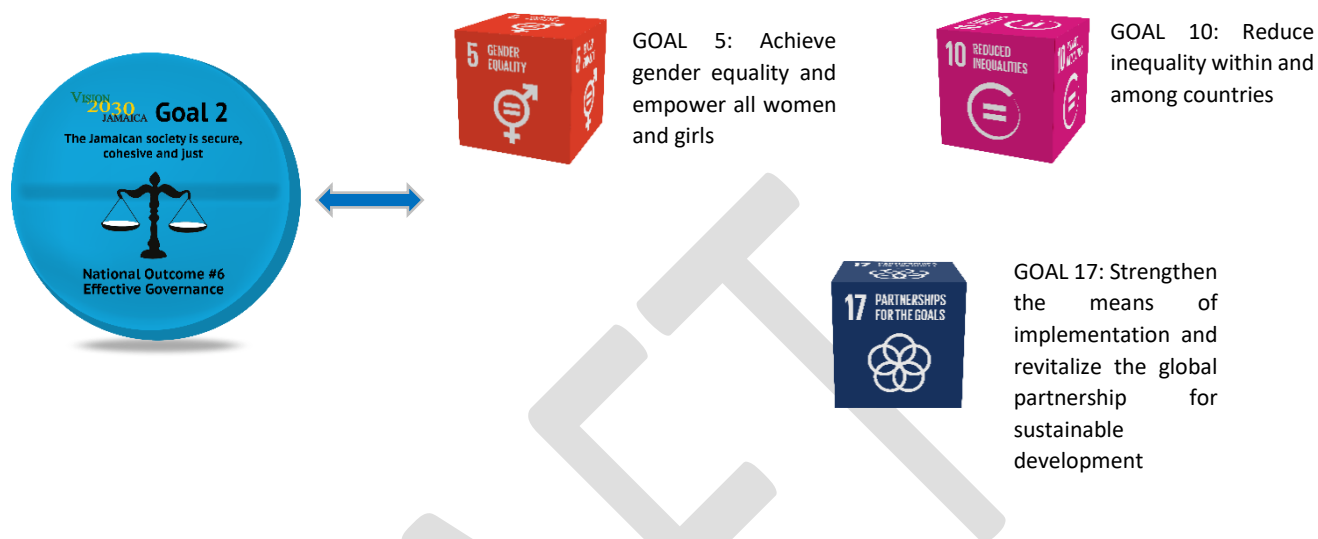 VISION
2030
JAMAICA
Goal 2
The Jamaican society is secure,
cohesive and just
National Outcome #6
Effective Governance
5 GENDER
EQUALITY
GOAL 5: Achieve
gender equality and
empower all women
and girls
10 REDUCED
INEQUALITIES
GOAL 10: Reduce
inequality within and
among countries
17 PARTNERSHIPS
FOR THE GOALS
GOAL 17: Strengthen
the means of
implementation and
revitalize the global
partnership for
sustainable
development